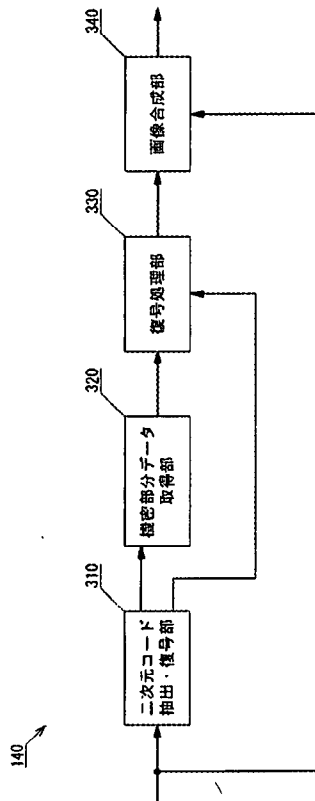 140
310
二次元コード
抽出・復号部
320
機密部分データ
取得部
330
復号処理部
340
画像合成部